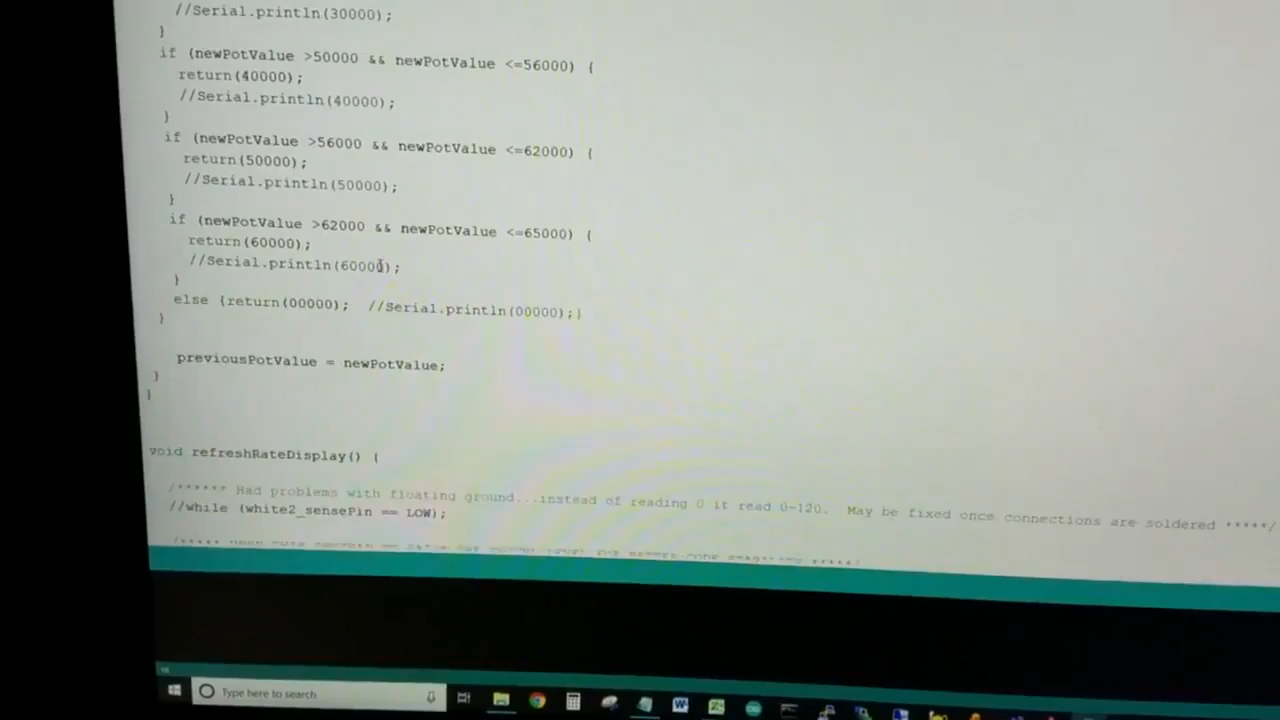 //Serial.println(30000);
}
if (newPotValue >50000 && newPotValue <=56000) {
return(40000);
//Serial.println(40000);
}
if (newPotValue >56000 && newPotValue <=62000) {
return(50000);
//Serial.println(50000);
}
if (newPotValue >62000 && newPotValue <=65000) {
return(60000);
//Serial.println(60000);
}
else {return(00000);  //Serial.println(00000);}
}
previousPotValue = newPotValue;
}
}
void refreshRateDisplay() {
/****** Had problems with floating ground...instead of reading 0 it read 0-120.  May be fixed once connections are soldered *****/
//while (white2_sensePin == LOW);
Type here to search